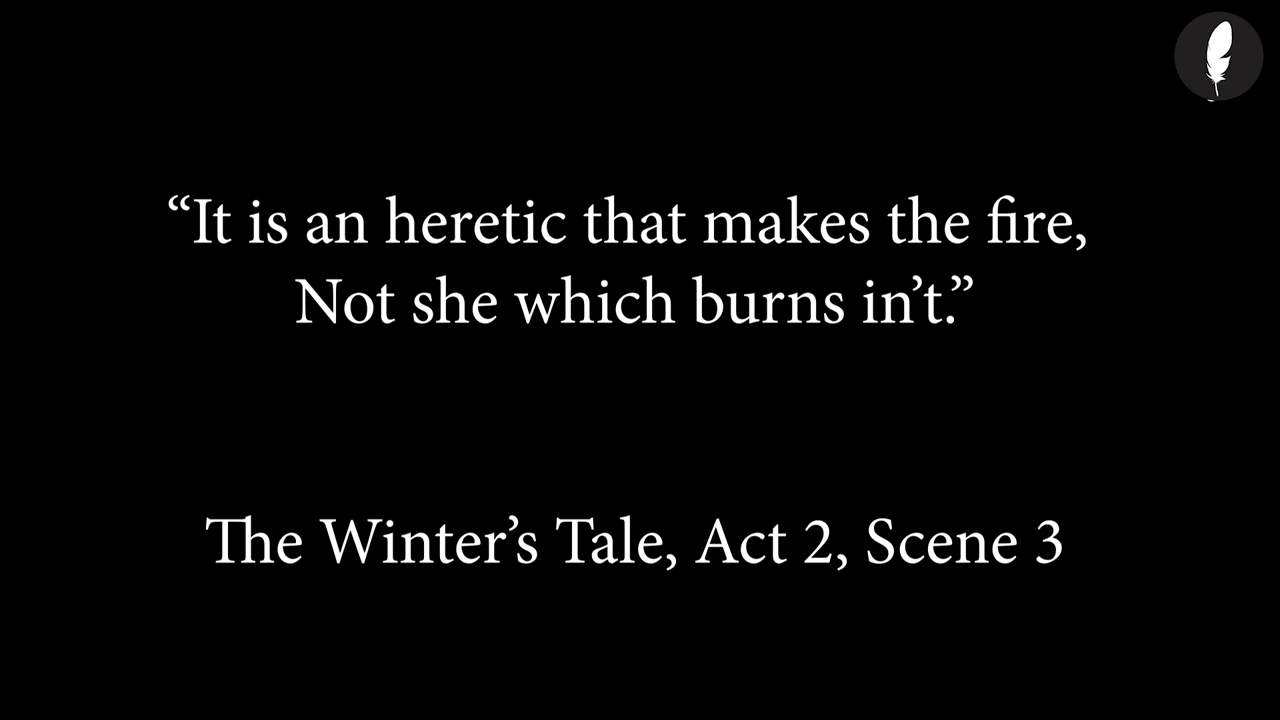 “It is an heretic that makes the fire,
Not she which burns in’t.”
The Winter’s Tale, Act 2, Scene 3